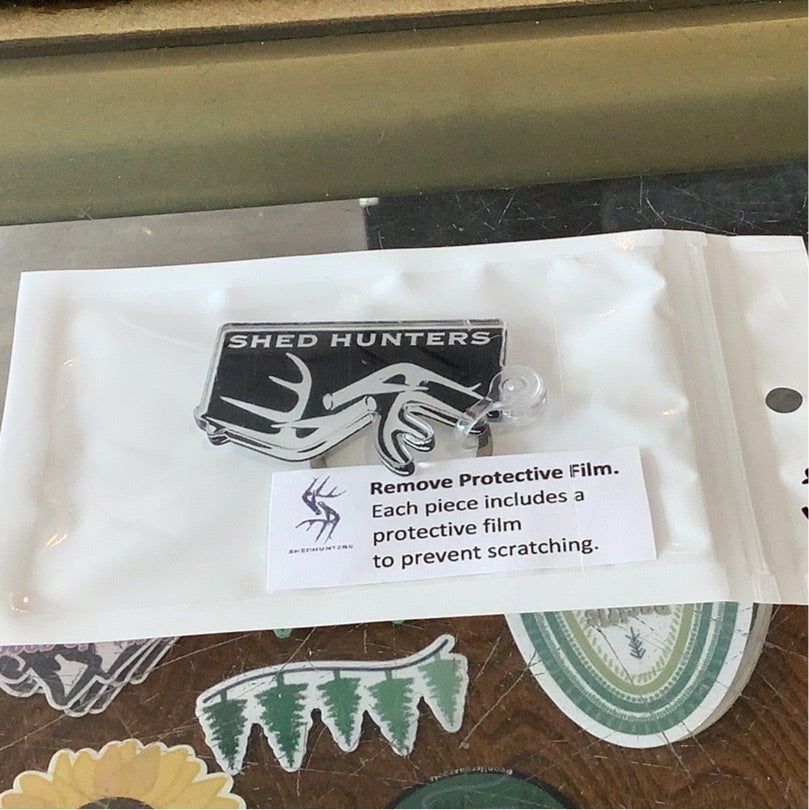 SHED HUNTERS
Remove Protective Film.
Each piece includes a
protective film
to prevent scratching.
SHEDHUNTERS